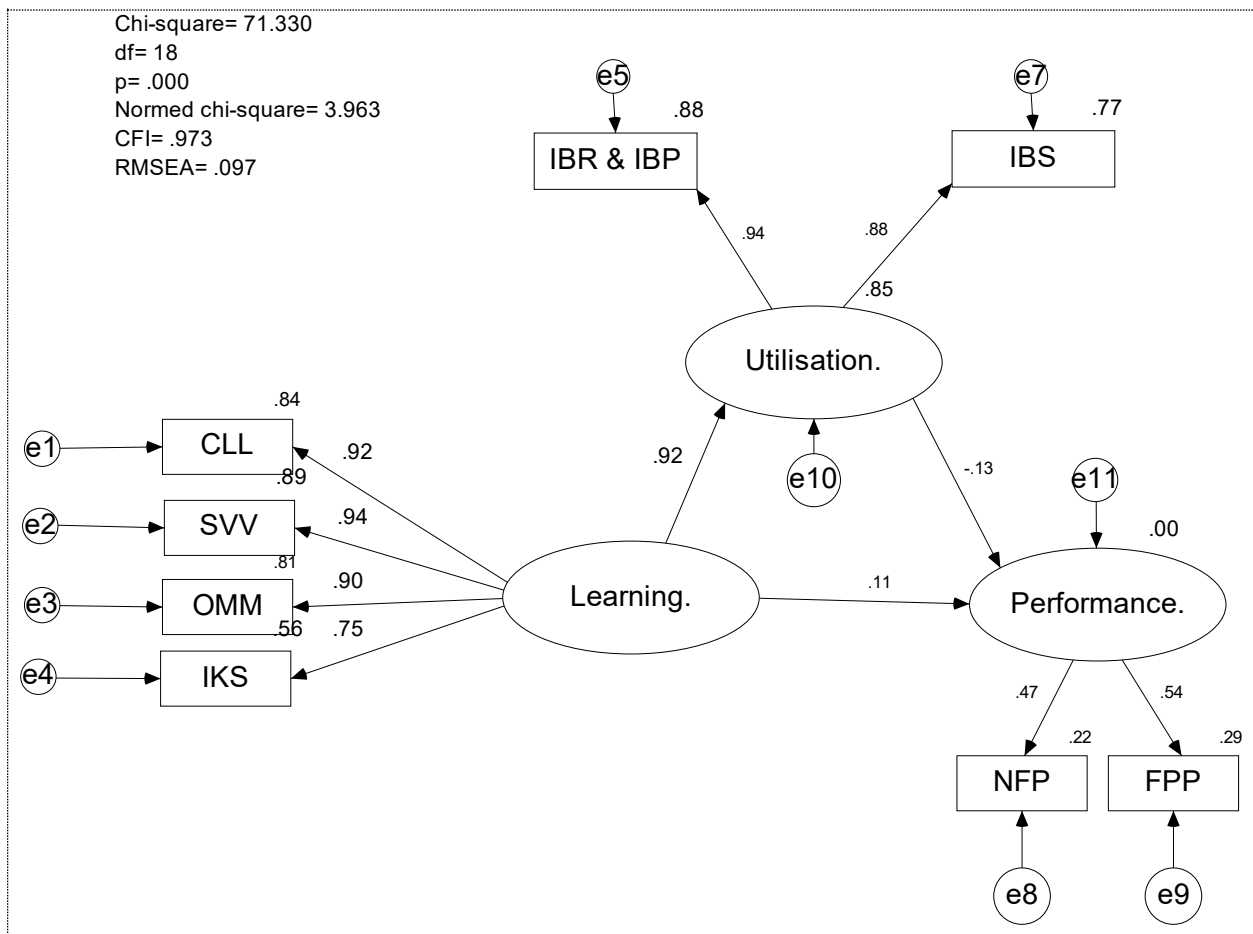 Chi-square= 71.330
df= 18
p= .000
Normed chi-square= 3.963
CFI= .973
RMSEA= .097
e5
e7
.88
.77
IBR & IBP
IBS
.94
.88
.85
Utilisation.
.84
e1
CLL
.92
.92
e10
-.13
e11
.89
e2
SVV
.94
.00
.81
.90
Learning.
.11
Performance.
e3
OMM
.56
.75
e4
IKS
.47
.54
.22
.29
NFP
FPP
e8
e9